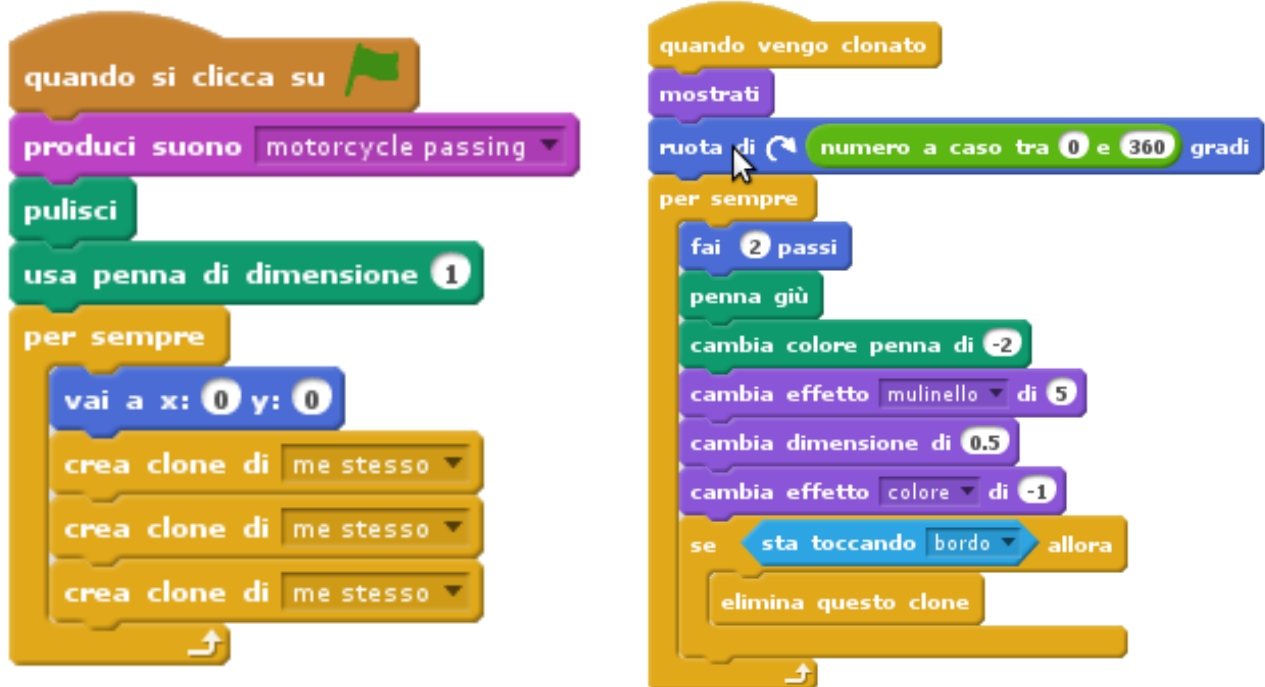 quando si clicca su
produci suono motorcycle passing
pulisci
usa penna di dimensione 1
per sempre
vai a x: 0 y: 0
crea clone di me stesso
crea clone di me stesso
crea clone di me stesso
quando vengo clonato
mostrati
ruota di numero a caso tra 0 e 360 gradi
per sempre
fai 2 passi
penna giù
cambia colore penna di -2
cambia effetto mulinello di 5
cambia dimensione di 0.5
cambia effetto colore di -1
se sta toccando bordo allora
elimina questo clone